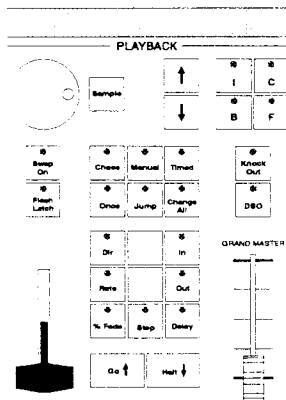 PLAYBACK
Sample
I C
B F
Swap On
Chase Manual Timed
Knock Out
Flash Latch
Once Jump Change All
DBO
Dir In
GRAND MASTER
Rate Out
% Fade Step Delay
Go Halt